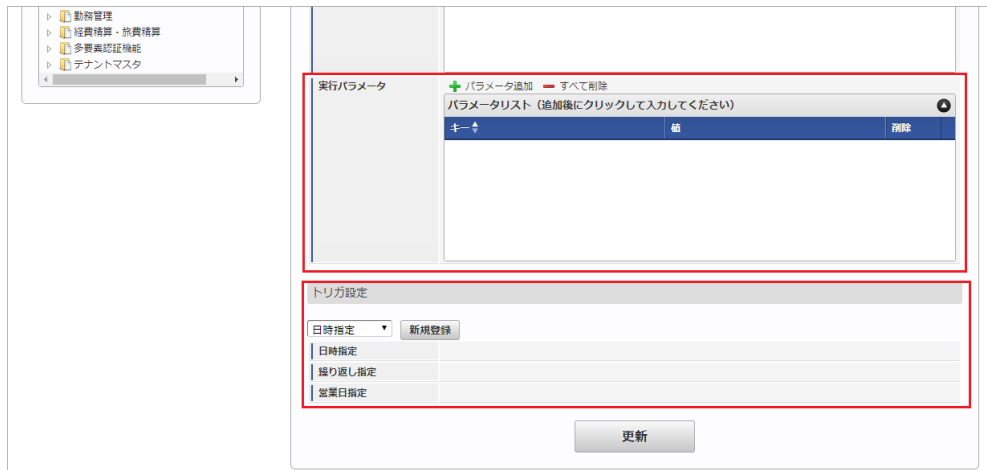 勤務管理
経費精算・旅費精算
多要素認証機能
テナントマスタ
実行パラメータ
パラメータ追加 すべて削除
パラメータリスト（追加後にクリックして入力してください）
キー 値 削除
トリガ設定
日時指定 新規登録
日時指定
繰り返し指定
営業日指定
更新